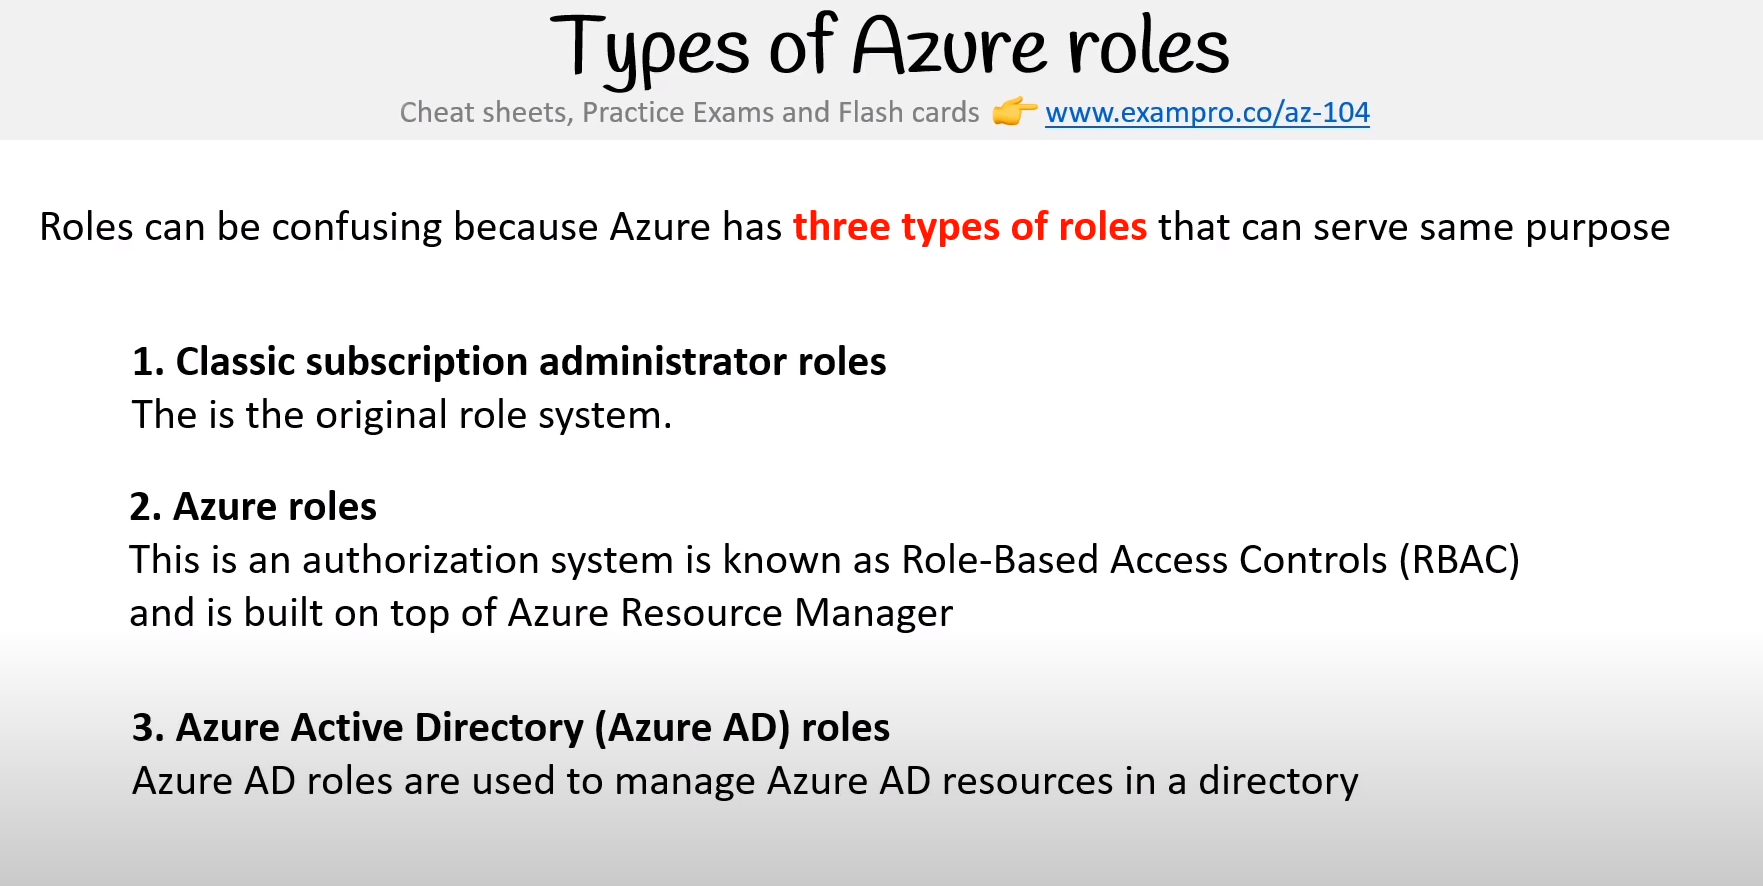 Types of Azure roles
Cheat sheets, Practice Exams and Flash cards 👉 www.exampro.co/az-104
Roles can be confusing because Azure has three types of roles that can serve same purpose
1. Classic subscription administrator roles
The is the original role system.
2. Azure roles
This is an authorization system is known as Role-Based Access Controls (RBAC)
and is built on top of Azure Resource Manager
3. Azure Active Directory (Azure AD) roles
Azure AD roles are used to manage Azure AD resources in a directory